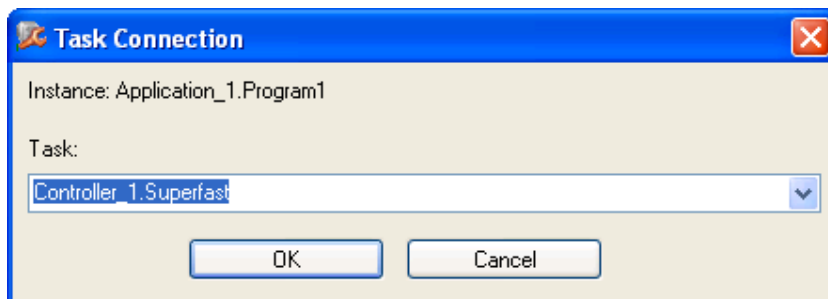 Task Connection
Instance: Application_1.Program1
Task:
Controller_1.Superfast
OK
Cancel